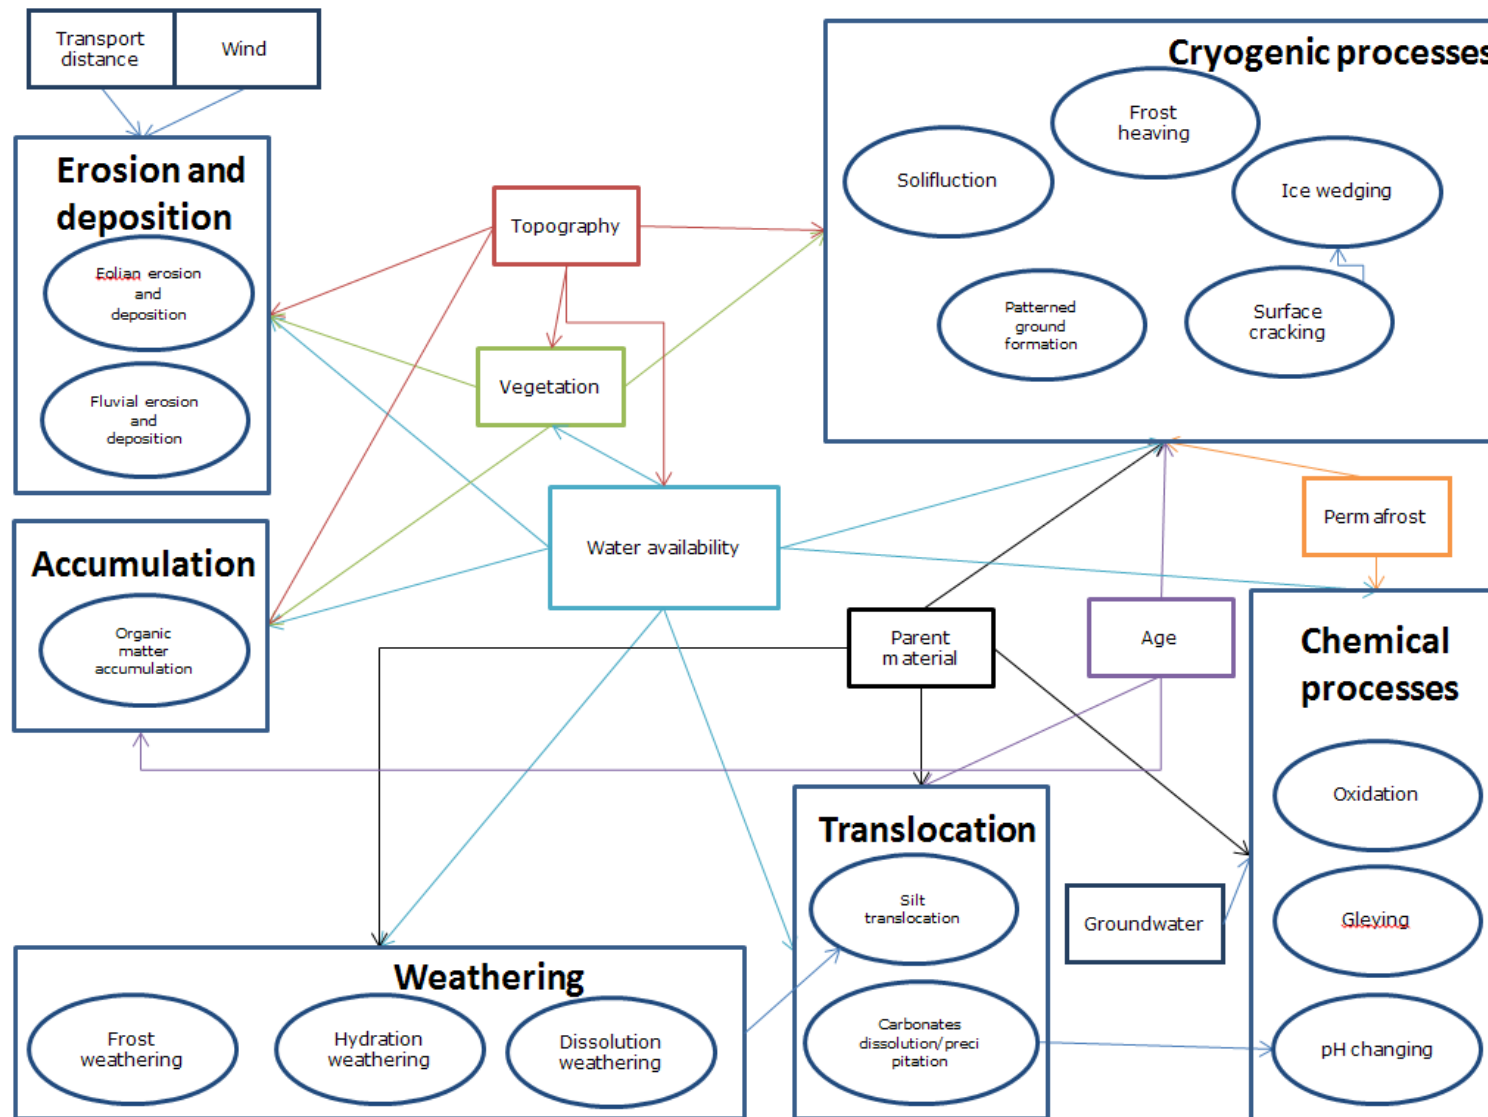 Transport
distance
Wind
Cryogenic processes
Frost
heaving
Solifluction
Ice wedging
Patterned
ground
formation
Surface
cracking
Erosion and
deposition
Eolian erosion
and
deposition
Fluvial erosion
and
deposition
Topography
Vegetation
Water availability
Permafrost
Accumulation
Organic
matter
accumulation
Parent
material
Age
Chemical
processes
Oxidation
Gleying
pH changing
Translocation
Silt
translocation
Carbonates
dissolution/preci
pitation
Groundwater
Weathering
Frost
weathering
Hydration
weathering
Dissolution
weathering